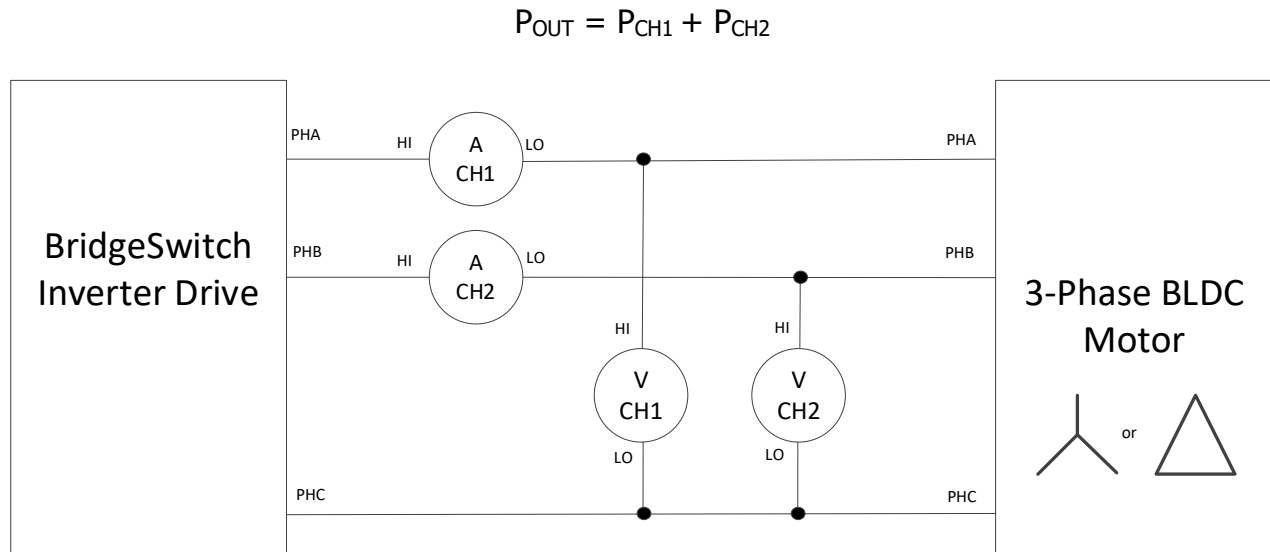 POUT = PCH1 + PCH2
PHA
HI
A
CH1
LO
PHA
BridgeSwitch
Inverter Drive
PHB
HI
A
CH2
LO
PHB
3-Phase BLDC
Motor
HI
V
CH1
LO
HI
V
CH2
LO
or
PHC
PHC